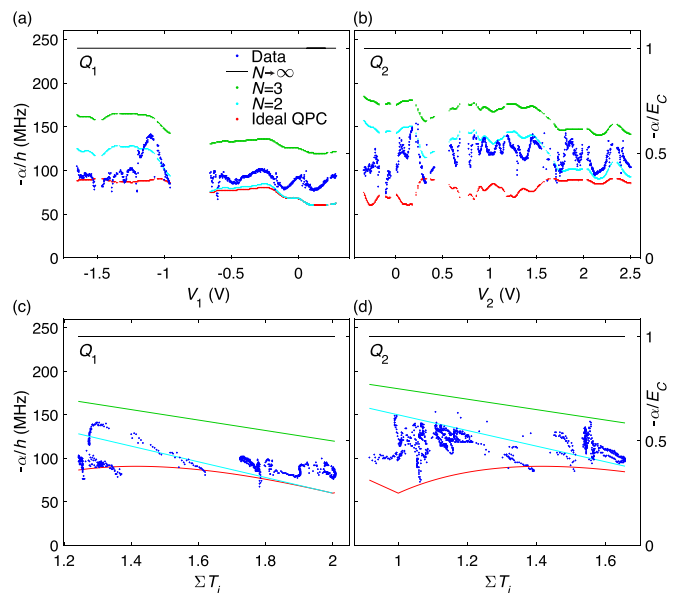 (a)
(b)
250
200
150
100
50
0
-α/h (MHz)
Q1
Data
N→∞
N=3
N=2
Ideal QPC
-1.5
-1
-0.5
0
V1 (V)
Q2
1
0.5
0
-α/EC
0
0.5
1
1.5
2
2.5
V2 (V)
(c)
(d)
250
200
150
100
50
0
-α/h (MHz)
Q1
1.2
1.4
1.6
1.8
2
ΣTi
Q2
1
0.5
0
-α/EC
1
1.2
1.4
1.6
ΣTi